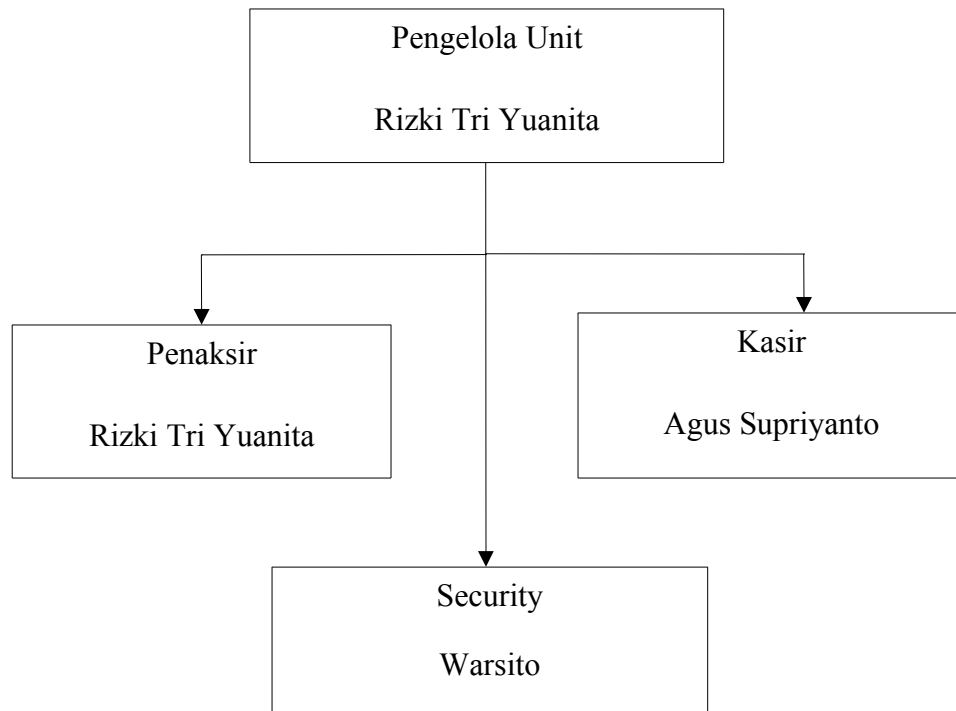 Pengelola Unit
Rizki Tri Yuanita
Penaksir
Rizki Tri Yuanita
Kasir
Agus Supriyanto
Security
Warsito